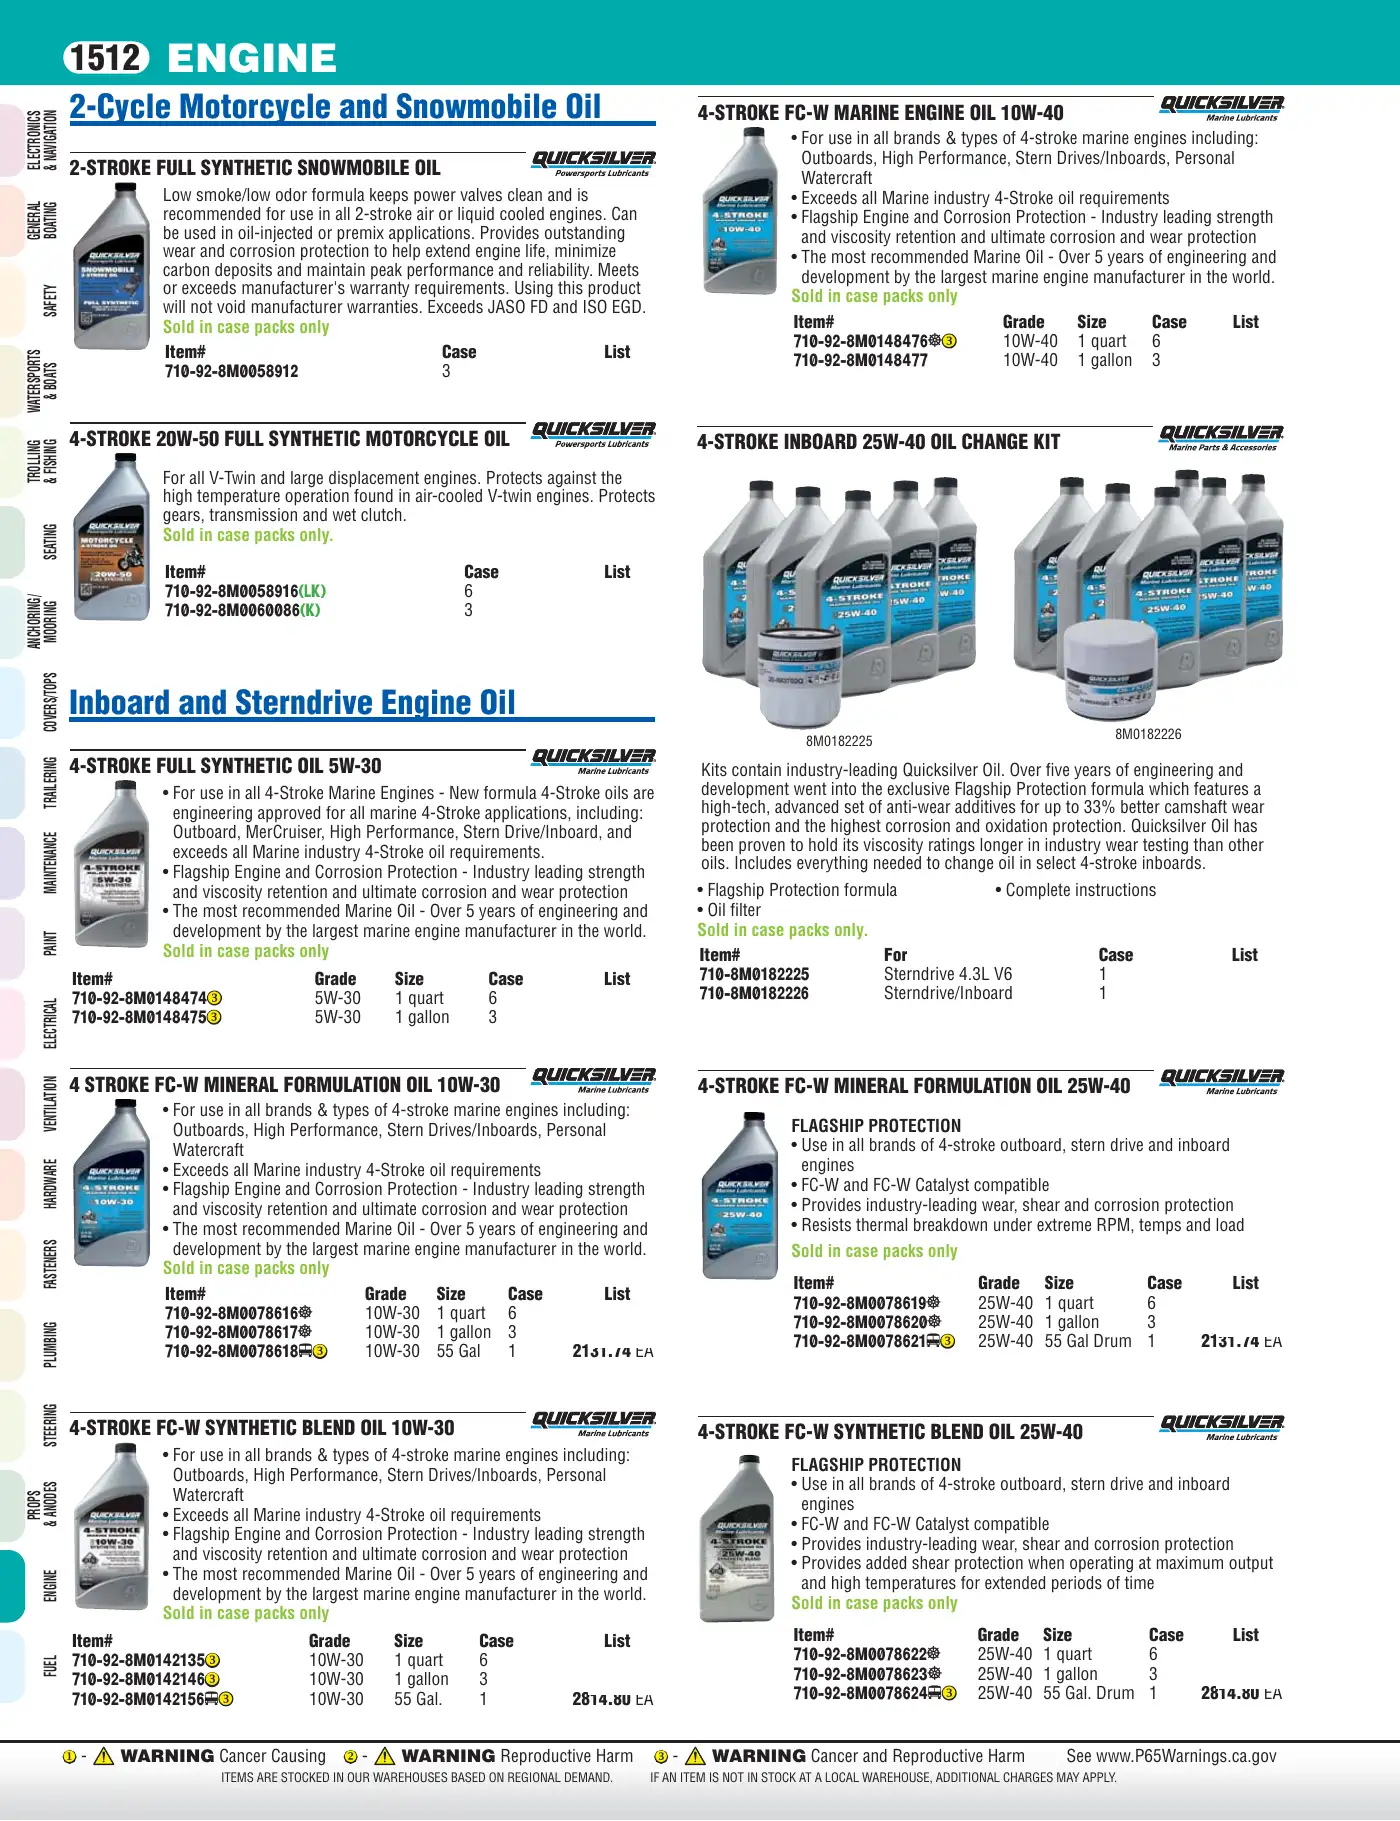 1512 ENGINE
ELECTRONICS
& NAVIGATION
GENERAL
BOATING
SAFETY
WATERSPORTS
& BOATS
TROLLING
& FISHING
SEATING
ANCHORING/
MOORING
COVERS/TOPS
TRAILERING
MAINTENANCE
PAINT
ELECTRICAL
VENTILATION
HARDWARE
FASTENERS
PLUMBING
STEERING
PROPS
& ANODES
ENGINE
FUEL
2-Cycle Motorcycle and Snowmobile Oil
2-STROKE FULL SYNTHETIC SNOWMOBILE OIL
QUICKSILVER
Powersports Lubricants
Low smoke/low odor formula keeps power valves clean and is
recommended for use in all 2-stroke air or liquid cooled engines. Can
be used in oil-injected or premix applications. Provides outstanding
wear and corrosion protection to help extend engine life, minimize
carbon deposits and maintain peak performance and reliability. Meets
or exceeds manufacturer's warranty requirements. Using this product
will not void manufacturer warranties. Exceeds JASO FD and ISO EGD.
Sold in case packs only
Item# Case List
710-92-8M0058912 3
4-STROKE 20W-50 FULL SYNTHETIC MOTORCYCLE OIL
QUICKSILVER
Powersports Lubricants
For all V-Twin and large displacement engines. Protects against the
high temperature operation found in air-cooled V-twin engines. Protects
gears, transmission and wet clutch.
Sold in case packs only.
Item# Case List
710-92-8M0058916(LK) 6
710-92-8M0060086(K) 3
Inboard and Sterndrive Engine Oil
4-STROKE FULL SYNTHETIC OIL 5W-30
QUICKSILVER
Marine Lubricants
• For use in all 4-Stroke Marine Engines - New formula 4-Stroke oils are
engineering approved for all marine 4-Stroke applications, including:
Outboard, MerCruiser, High Performance, Stern Drive/Inboard, and
exceeds all Marine industry 4-Stroke oil requirements.
• Flagship Engine and Corrosion Protection - Industry leading strength
and viscosity retention and ultimate corrosion and wear protection
• The most recommended Marine Oil - Over 5 years of engineering and
development by the largest marine engine manufacturer in the world.
Sold in case packs only
Item# Grade Size Case List
710-92-8M0148474 3 5W-30 1 quart 6
710-92-8M0148475 3 5W-30 1 gallon 3
4 STROKE FC-W MINERAL FORMULATION OIL 10W-30
QUICKSILVER
Marine Lubricants
• For use in all brands & types of 4-stroke marine engines including:
Outboards, High Performance, Stern Drives/Inboards, Personal
Watercraft
• Exceeds all Marine industry 4-Stroke oil requirements
• Flagship Engine and Corrosion Protection - Industry leading strength
and viscosity retention and ultimate corrosion and wear protection
• The most recommended Marine Oil - Over 5 years of engineering and
development by the largest marine engine manufacturer in the world.
Sold in case packs only
Item# Grade Size Case List
710-92-8M0078616 10W-30 1 quart 6
710-92-8M0078617 10W-30 1 gallon 3
710-92-8M0078618 3 10W-30 55 Gal 1 2131.74 EA
4-STROKE FC-W SYNTHETIC BLEND OIL 10W-30
QUICKSILVER
Marine Lubricants
• For use in all brands & types of 4-stroke marine engines including:
Outboards, High Performance, Stern Drives/Inboards, Personal
Watercraft
• Exceeds all Marine industry 4-Stroke oil requirements
• Flagship Engine and Corrosion Protection - Industry leading strength
and viscosity retention and ultimate corrosion and wear protection
• The most recommended Marine Oil - Over 5 years of engineering and
development by the largest marine engine manufacturer in the world.
Sold in case packs only
Item# Grade Size Case List
710-92-8M0142135 3 10W-30 1 quart 6
710-92-8M0142146 3 10W-30 1 gallon 3
710-92-8M0142156 3 10W-30 55 Gal. 1 2814.80 EA
4-STROKE FC-W MARINE ENGINE OIL 10W-40
QUICKSILVER
Marine Lubricants
• For use in all brands & types of 4-stroke marine engines including:
Outboards, High Performance, Stern Drives/Inboards, Personal
Watercraft
• Exceeds all Marine industry 4-Stroke oil requirements
• Flagship Engine and Corrosion Protection - Industry leading strength
and viscosity retention and ultimate corrosion and wear protection
• The most recommended Marine Oil - Over 5 years of engineering and
development by the largest marine engine manufacturer in the world.
Sold in case packs only
Item# Grade Size Case List
710-92-8M0148476 3 10W-40 1 quart 6
710-92-8M0148477 10W-40 1 gallon 3
4-STROKE INBOARD 25W-40 OIL CHANGE KIT
QUICKSILVER
Marine Parts & Accessories
8M0182225
8M0182226
Kits contain industry-leading Quicksilver Oil. Over five years of engineering and
development went into the exclusive Flagship Protection formula which features a
high-tech, advanced set of anti-wear additives for up to 33% better camshaft wear
protection and the highest corrosion and oxidation protection. Quicksilver Oil has
been proven to hold its viscosity ratings longer in industry wear testing than other
oils. Includes everything needed to change oil in select 4-stroke inboards.
• Flagship Protection formula • Complete instructions
• Oil filter
Sold in case packs only.
Item# For Case List
710-8M0182225 Sterndrive 4.3L V6 1
710-8M0182226 Sterndrive/Inboard 1
4-STROKE FC-W MINERAL FORMULATION OIL 25W-40
QUICKSILVER
Marine Lubricants
FLAGSHIP PROTECTION
• Use in all brands of 4-stroke outboard, stern drive and inboard
engines
• FC-W and FC-W Catalyst compatible
• Provides industry-leading wear, shear and corrosion protection
• Resists thermal breakdown under extreme RPM, temps and load
Sold in case packs only
Item# Grade Size Case List
710-92-8M0078619 25W-40 1 quart 6
710-92-8M0078620 25W-40 1 gallon 3
710-92-8M0078621 3 25W-40 55 Gal Drum 1 2131.74 EA
4-STROKE FC-W SYNTHETIC BLEND OIL 25W-40
QUICKSILVER
Marine Lubricants
FLAGSHIP PROTECTION
• Use in all brands of 4-stroke outboard, stern drive and inboard
engines
• FC-W and FC-W Catalyst compatible
• Provides industry-leading wear, shear and corrosion protection
• Provides added shear protection when operating at maximum output
and high temperatures for extended periods of time
Sold in case packs only
Item# Grade Size Case List
710-92-8M0078622 25W-40 1 quart 6
710-92-8M0078623 25W-40 1 gallon 3
710-92-8M0078624 3 25W-40 55 Gal. Drum 1 2814.80 EA
1 - WARNING Cancer Causing 2 - WARNING Reproductive Harm 3 - WARNING Cancer and Reproductive Harm See www.P65Warnings.ca.gov
ITEMS ARE STOCKED IN OUR WAREHOUSES BASED ON REGIONAL DEMAND. IF AN ITEM IS NOT IN STOCK AT A LOCAL WAREHOUSE, ADDITIONAL CHARGES MAY APPLY.